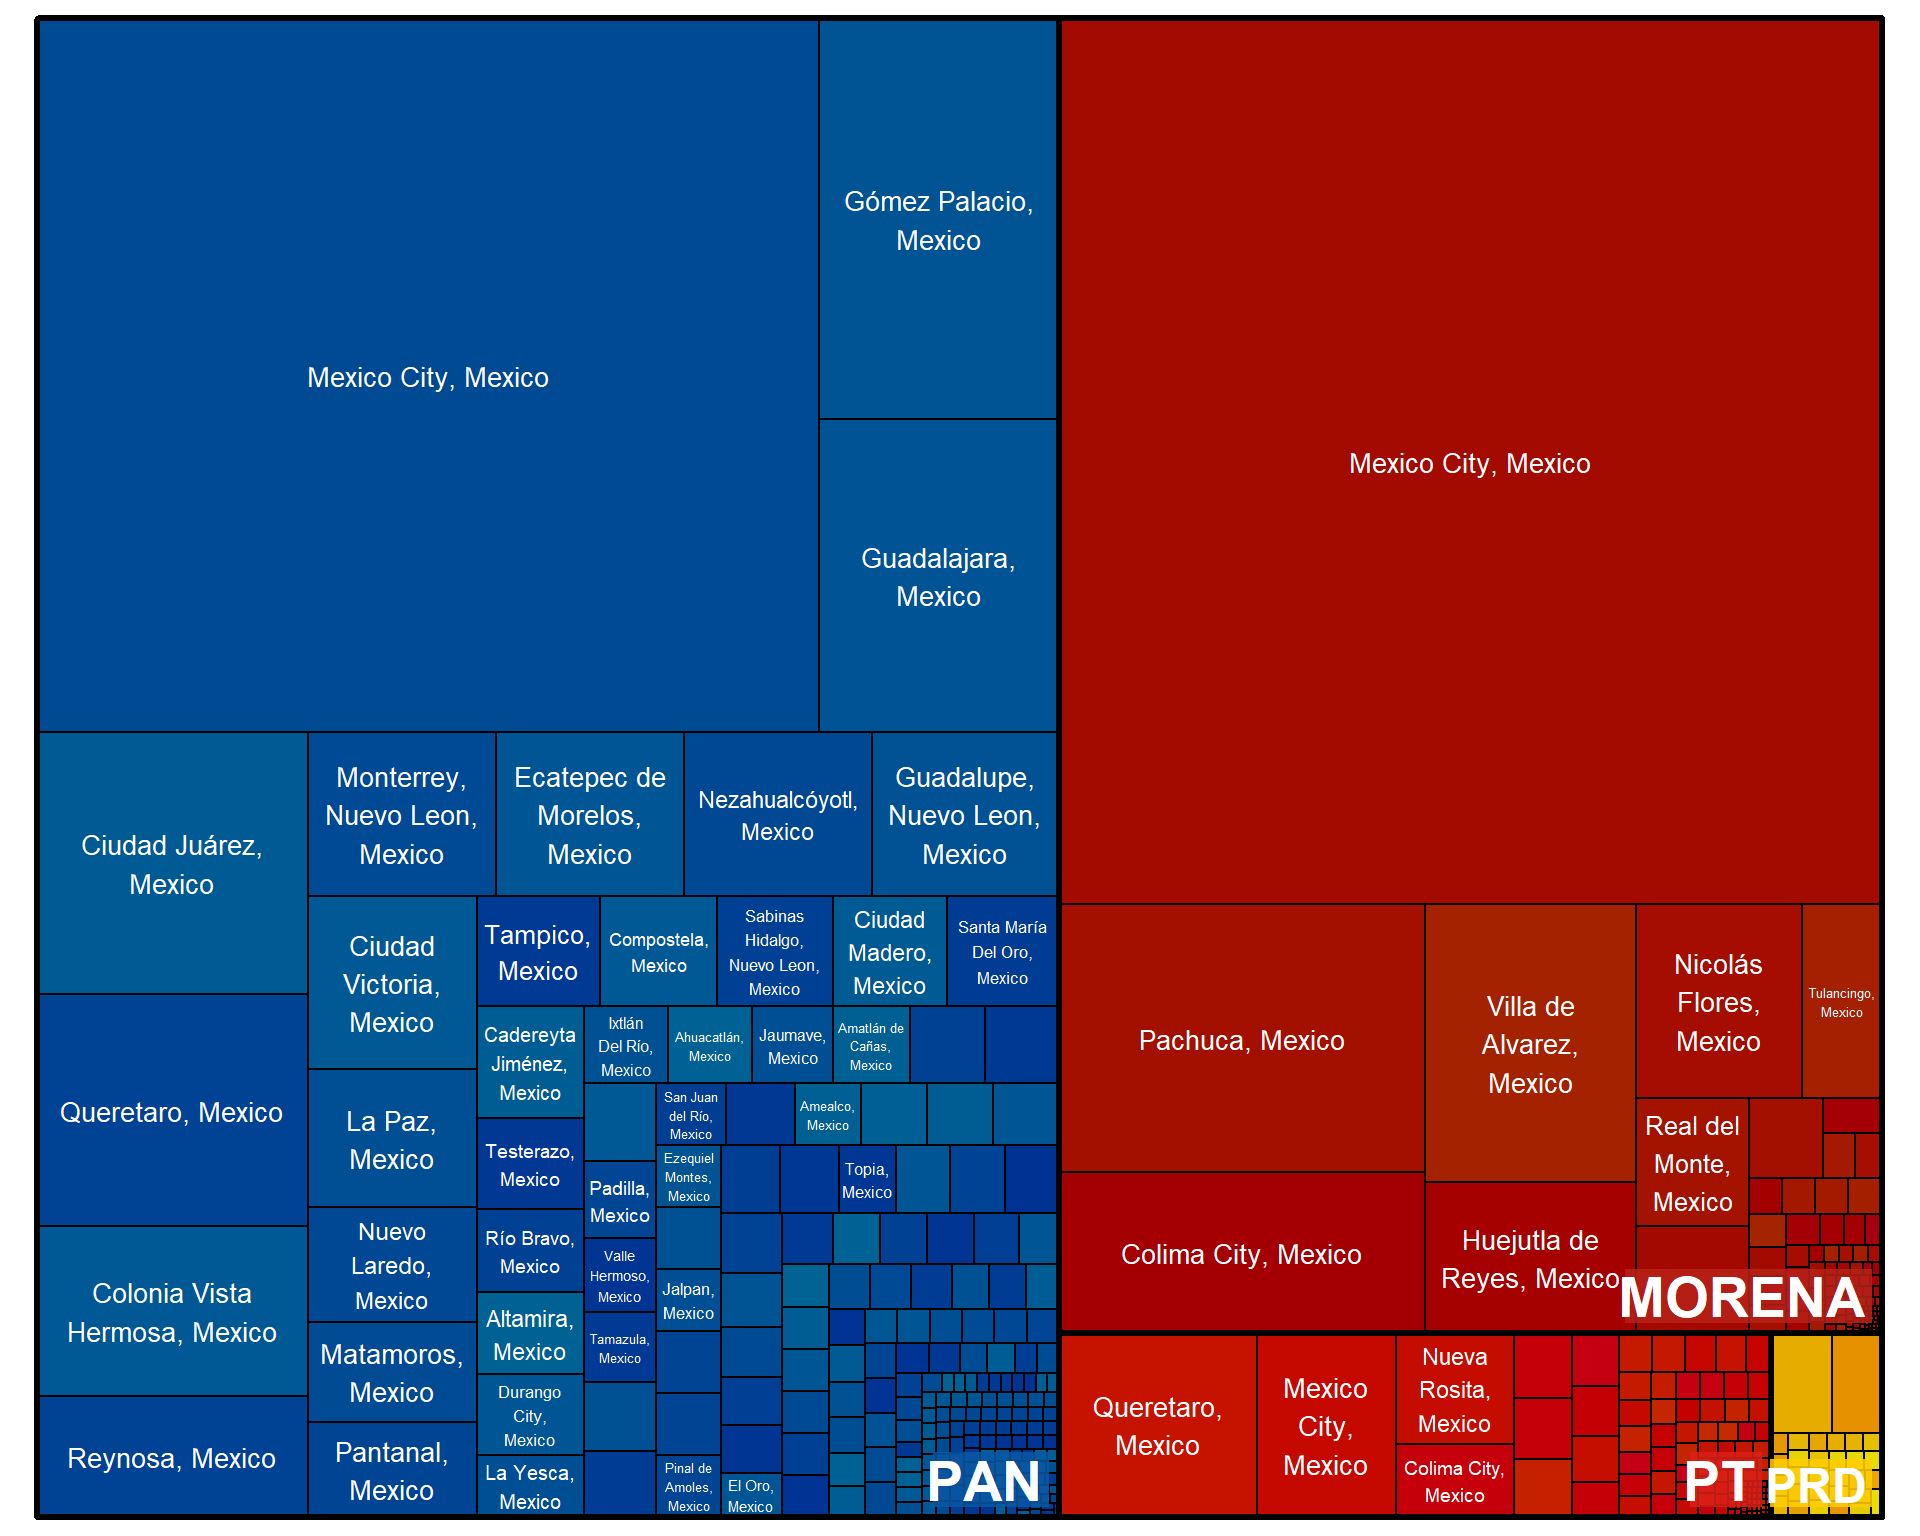 Mexico City, Mexico
Gómez Palacio,
Mexico
Guadalajara,
Mexico
Ciudad Juárez,
Mexico
Monterrey,
Nuevo Leon,
Mexico
Ecatepec de
Morelos,
Mexico
Nezahualcóyotl,
Mexico
Guadalupe,
Nuevo Leon,
Mexico
Queretaro, Mexico
Colonia Vista
Hermosa, Mexico
Reynosa, Mexico
Ciudad
Victoria,
Mexico
La Paz,
Mexico
Nuevo
Laredo,
Mexico
Matamoros,
Mexico
Pantanal,
Mexico
Tampico,
Mexico
Compostela,
Mexico
Sabinas
Hidalgo,
Nuevo Leon,
Mexico
Ciudad
Madero,
Mexico
Santa María
Del Oro,
Mexico
Cadereyta
Jiménez,
Mexico
Testerazo,
Mexico
Río Bravo,
Mexico
Altamira,
Mexico
Durango
City,
Mexico
La Yesca,
Mexico
Ixtlán
Del Río,
Mexico
Ahuacatlán,
Mexico
Jaumave,
Mexico
Amatlán de
Cañas,
Mexico
Padilla,
Mexico
Valle
Hermoso,
Mexico
Tamazula,
Mexico
San Juan
del Río,
Mexico
Amealco,
Mexico
Ezequiel
Montes,
Mexico
Topia,
Mexico
Jalpan,
Mexico
Pinal de
Amoles,
Mexico
El Oro,
Mexico
PAN
Mexico City, Mexico
Pachuca, Mexico
Colima City, Mexico
Villa de
Alvarez,
Mexico
Huejutla de
Reyes, Mexico
Nicolás
Flores,
Mexico
Tulancingo,
Mexico
Real del
Monte,
Mexico
MORENA
Queretaro,
Mexico
Mexico
City,
Mexico
Nueva
Rosita,
Mexico
Colima City,
Mexico
PT
PRD